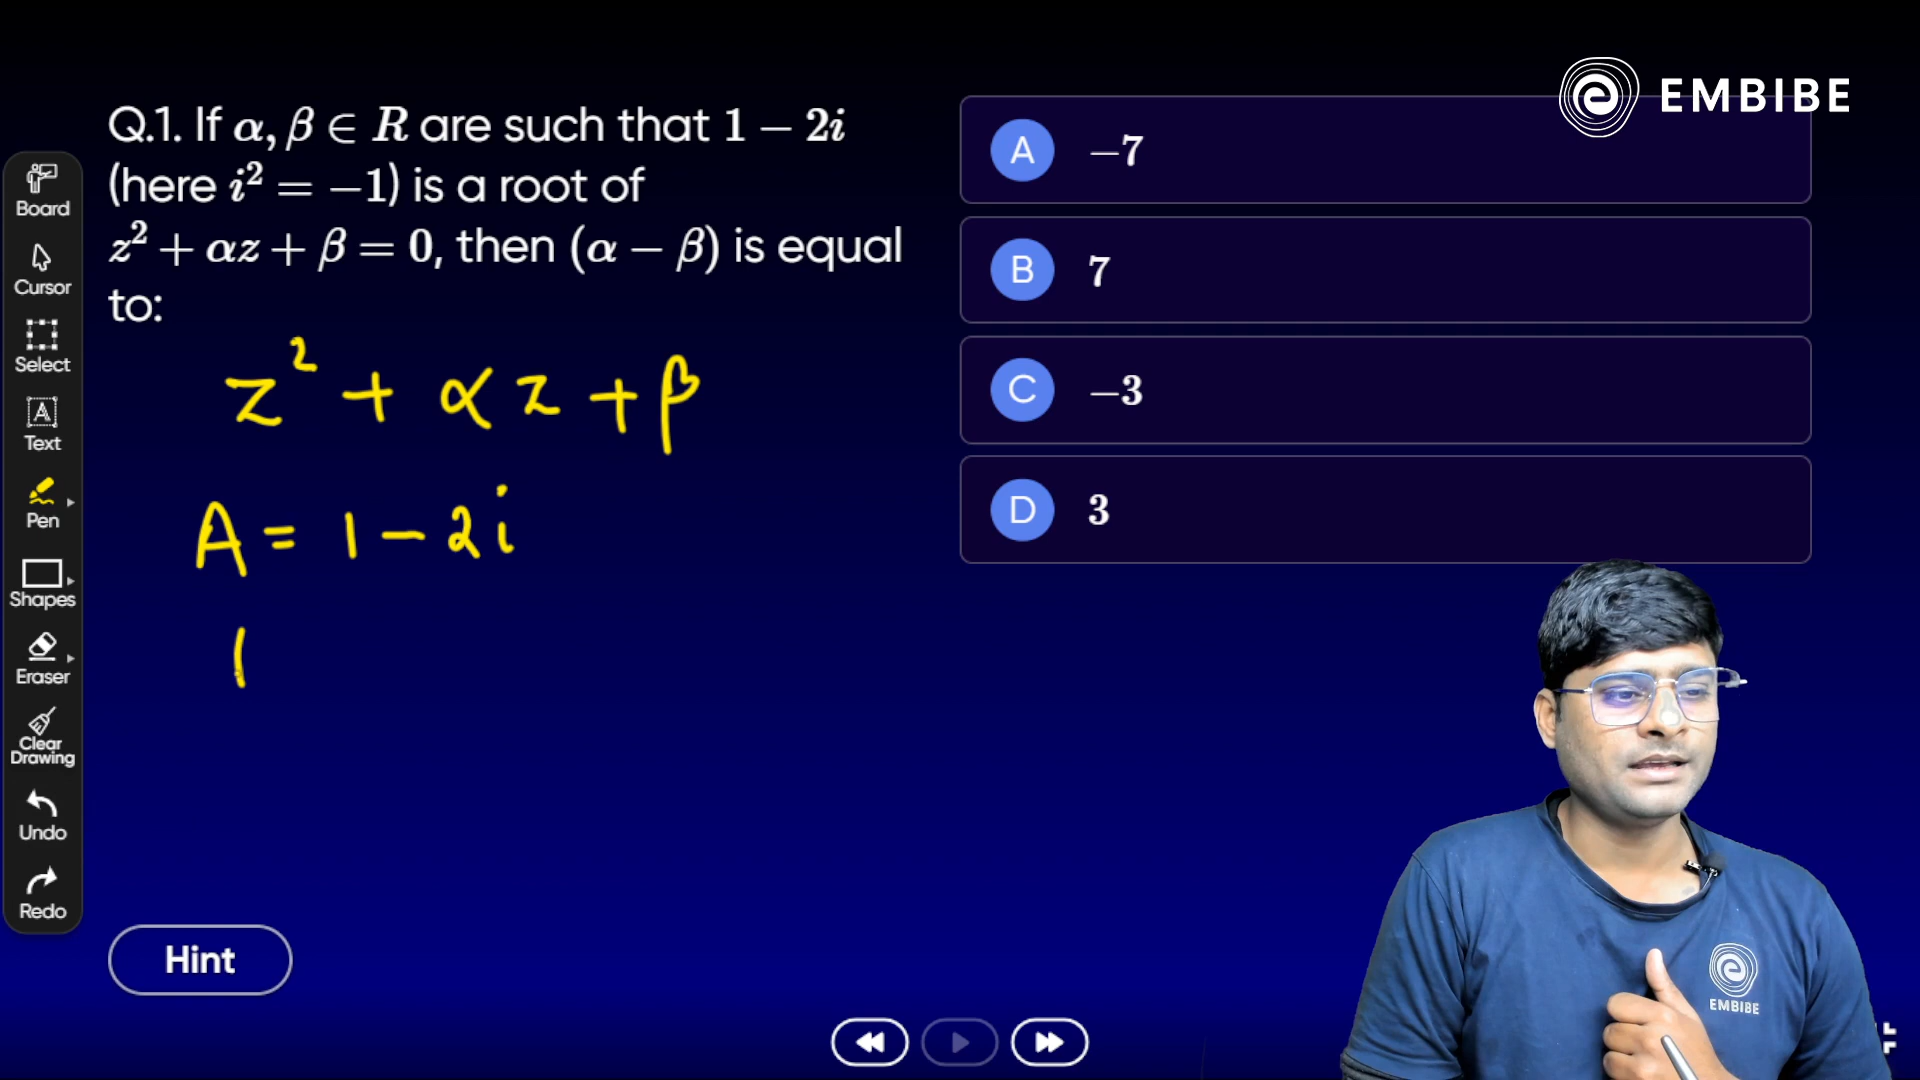 EMBIBE
Q.1. If α, β ∈ R are such that 1 − 2i
(here i² = −1) is a root of
z² + αz + β = 0, then (α − β) is equal
to:
A −7
B 7
C −3
D 3
z² + αz + β
A = 1 − 2i
Board
Cursor
Select
A
Text
Pen
Shapes
Eraser
Clear
Drawing
Undo
Redo
Hint
EMBIBE